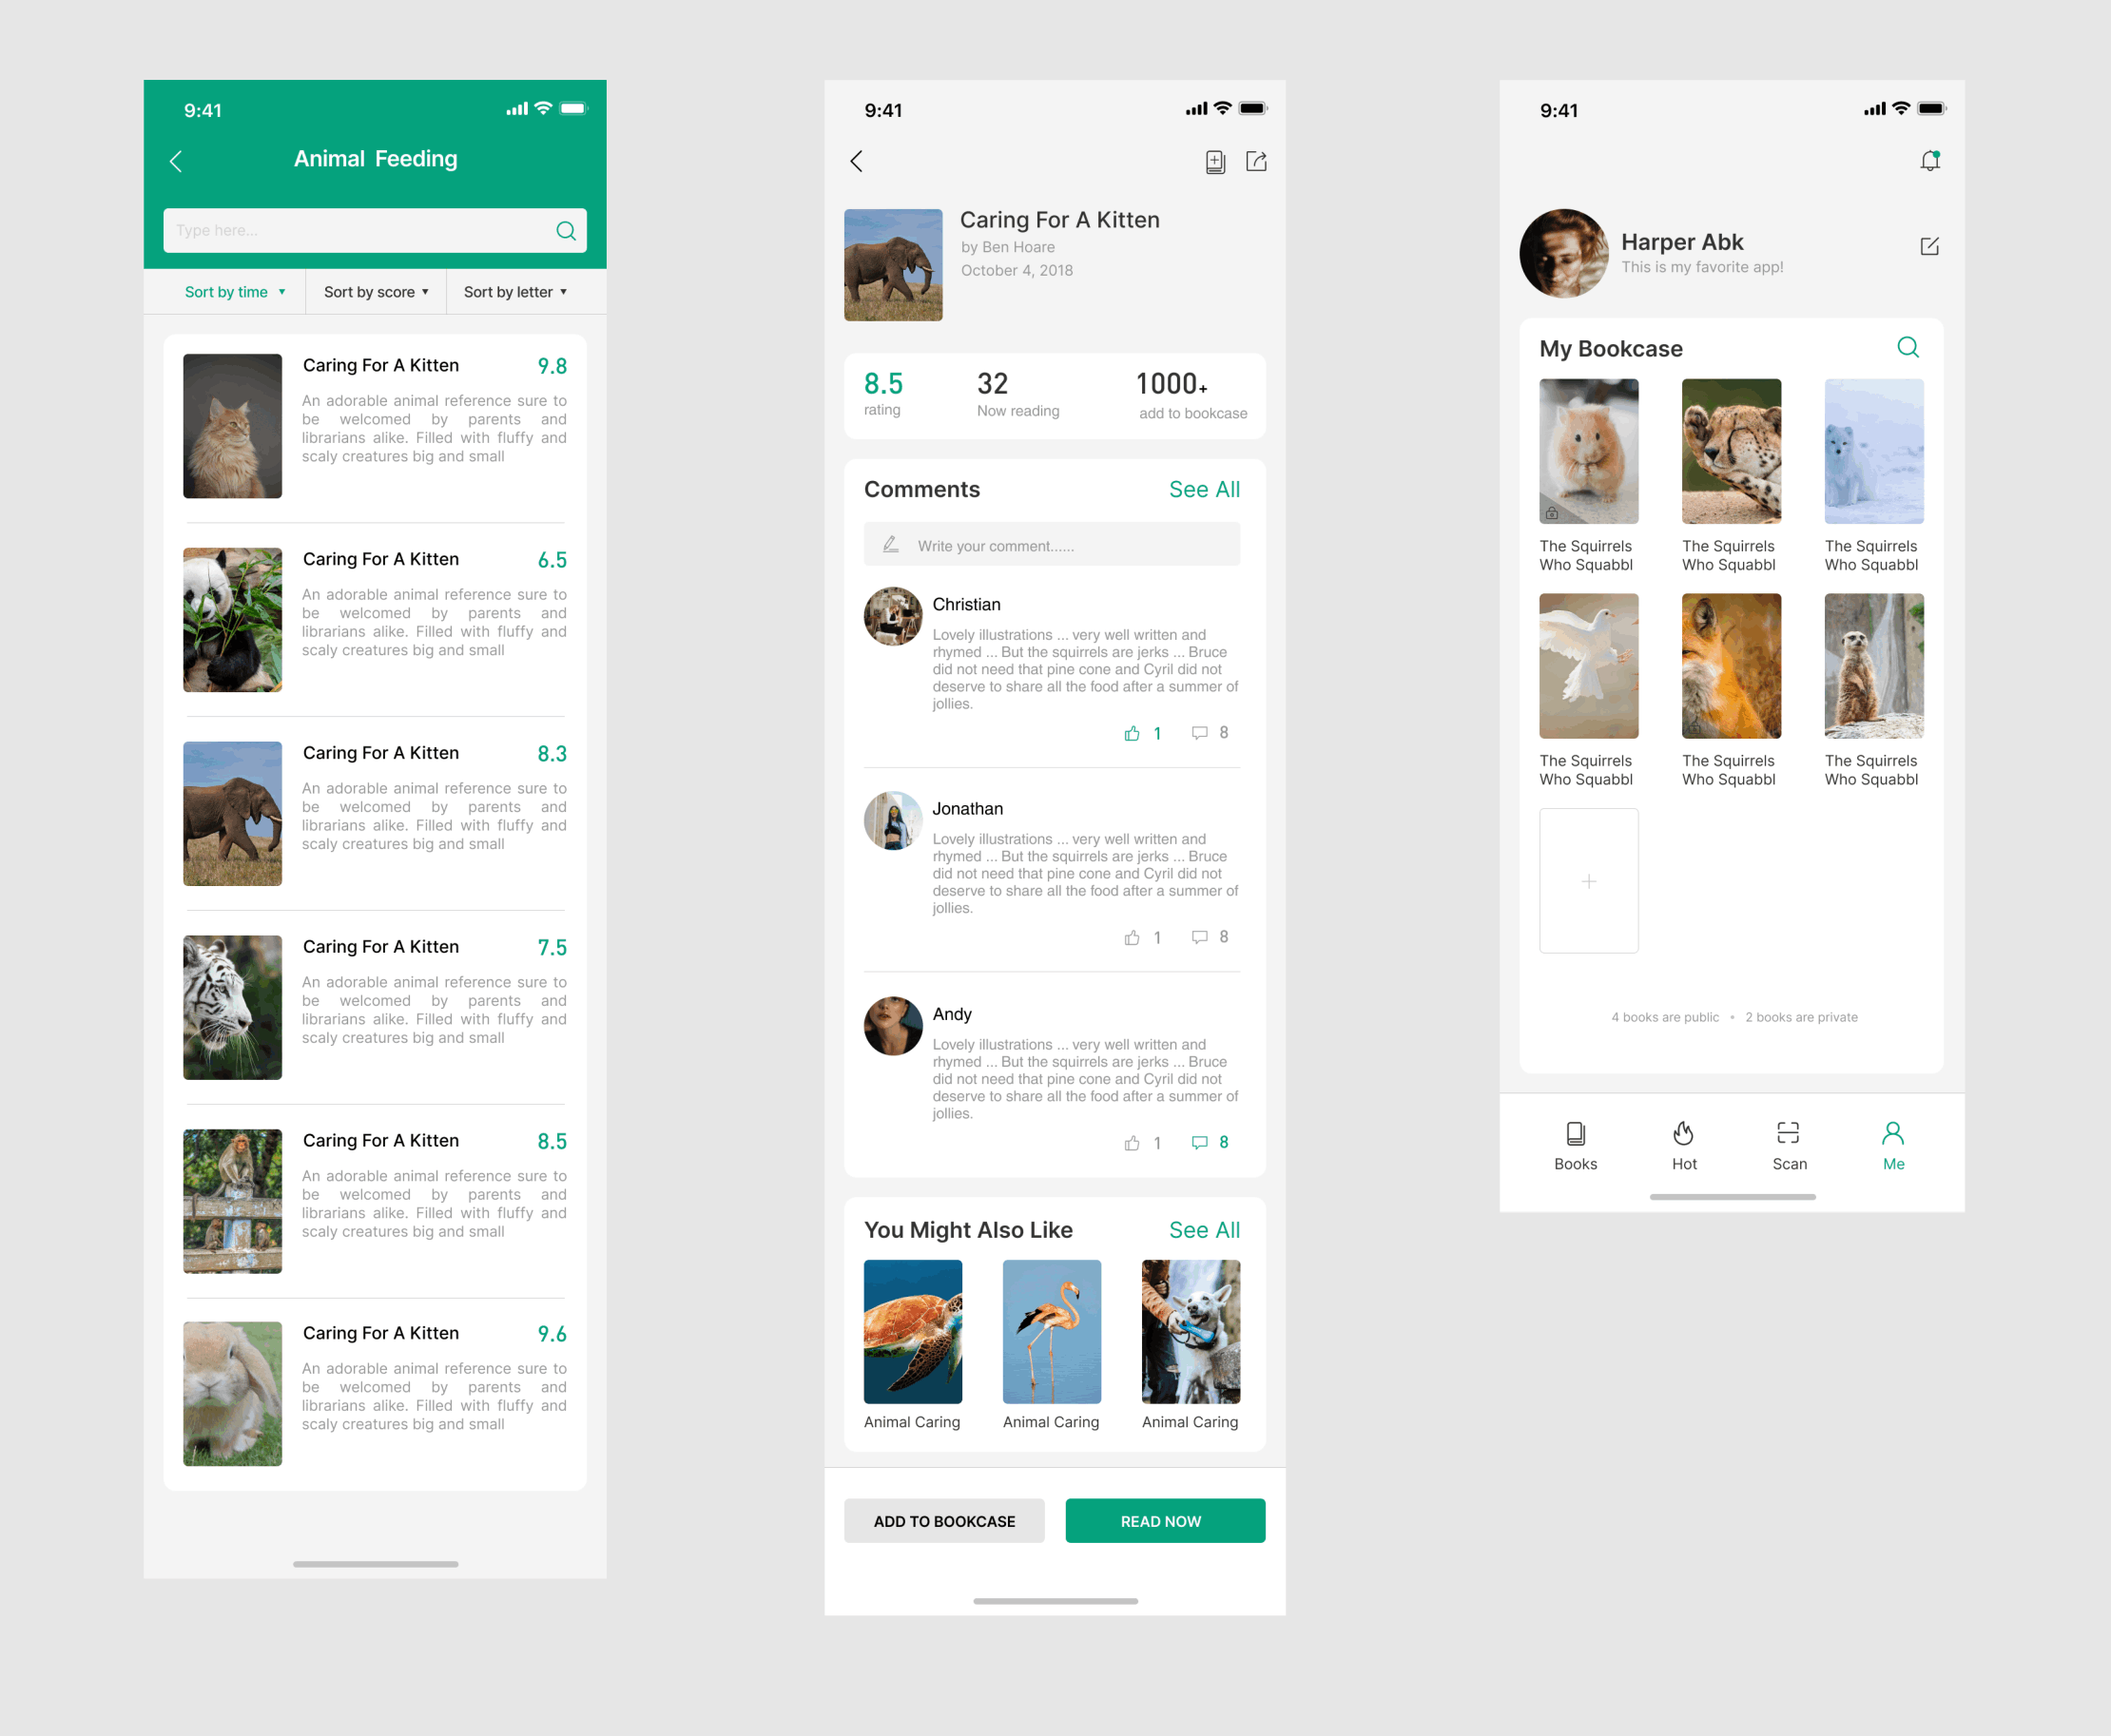 9:41
Animal Feeding
Type here...
Sort by time ▼
Sort by score ▼
Sort by letter ▼
Caring For A Kitten
9.8
An adorable animal reference sure to
be welcomed by parents and
librarians alike. Filled with fluffy and
scaly creatures big and small
Caring For A Kitten
6.5
An adorable animal reference sure to
be welcomed by parents and
librarians alike. Filled with fluffy and
scaly creatures big and small
Caring For A Kitten
8.3
An adorable animal reference sure to
be welcomed by parents and
librarians alike. Filled with fluffy and
scaly creatures big and small
Caring For A Kitten
7.5
An adorable animal reference sure to
be welcomed by parents and
librarians alike. Filled with fluffy and
scaly creatures big and small
Caring For A Kitten
8.5
An adorable animal reference sure to
be welcomed by parents and
librarians alike. Filled with fluffy and
scaly creatures big and small
Caring For A Kitten
9.6
An adorable animal reference sure to
be welcomed by parents and
librarians alike. Filled with fluffy and
scaly creatures big and small
9:41
Caring For A Kitten
by Ben Hoare
October 4, 2018
8.5
rating
32
Now reading
1000+
add to bookcase
Comments
See All
Write your comment......
Christian
Lovely illustrations ... very well written and
rhymed ... But the squirrels are jerks ... Bruce
did not need that pine cone and Cyril did not
deserve to share all the food after a summer of
jollies.
1
8
Jonathan
Lovely illustrations ... very well written and
rhymed ... But the squirrels are jerks ... Bruce
did not need that pine cone and Cyril did not
deserve to share all the food after a summer of
jollies.
1
8
Andy
Lovely illustrations ... very well written and
rhymed ... But the squirrels are jerks ... Bruce
did not need that pine cone and Cyril did not
deserve to share all the food after a summer of
jollies.
1
8
You Might Also Like
See All
Animal Caring
Animal Caring
Animal Caring
ADD TO BOOKCASE
READ NOW
9:41
Harper Abk
This is my favorite app!
My Bookcase
The Squirrels
Who Squabbl
The Squirrels
Who Squabbl
The Squirrels
Who Squabbl
The Squirrels
Who Squabbl
The Squirrels
Who Squabbl
The Squirrels
Who Squabbl
4 books are public • 2 books are private
Books
Hot
Scan
Me